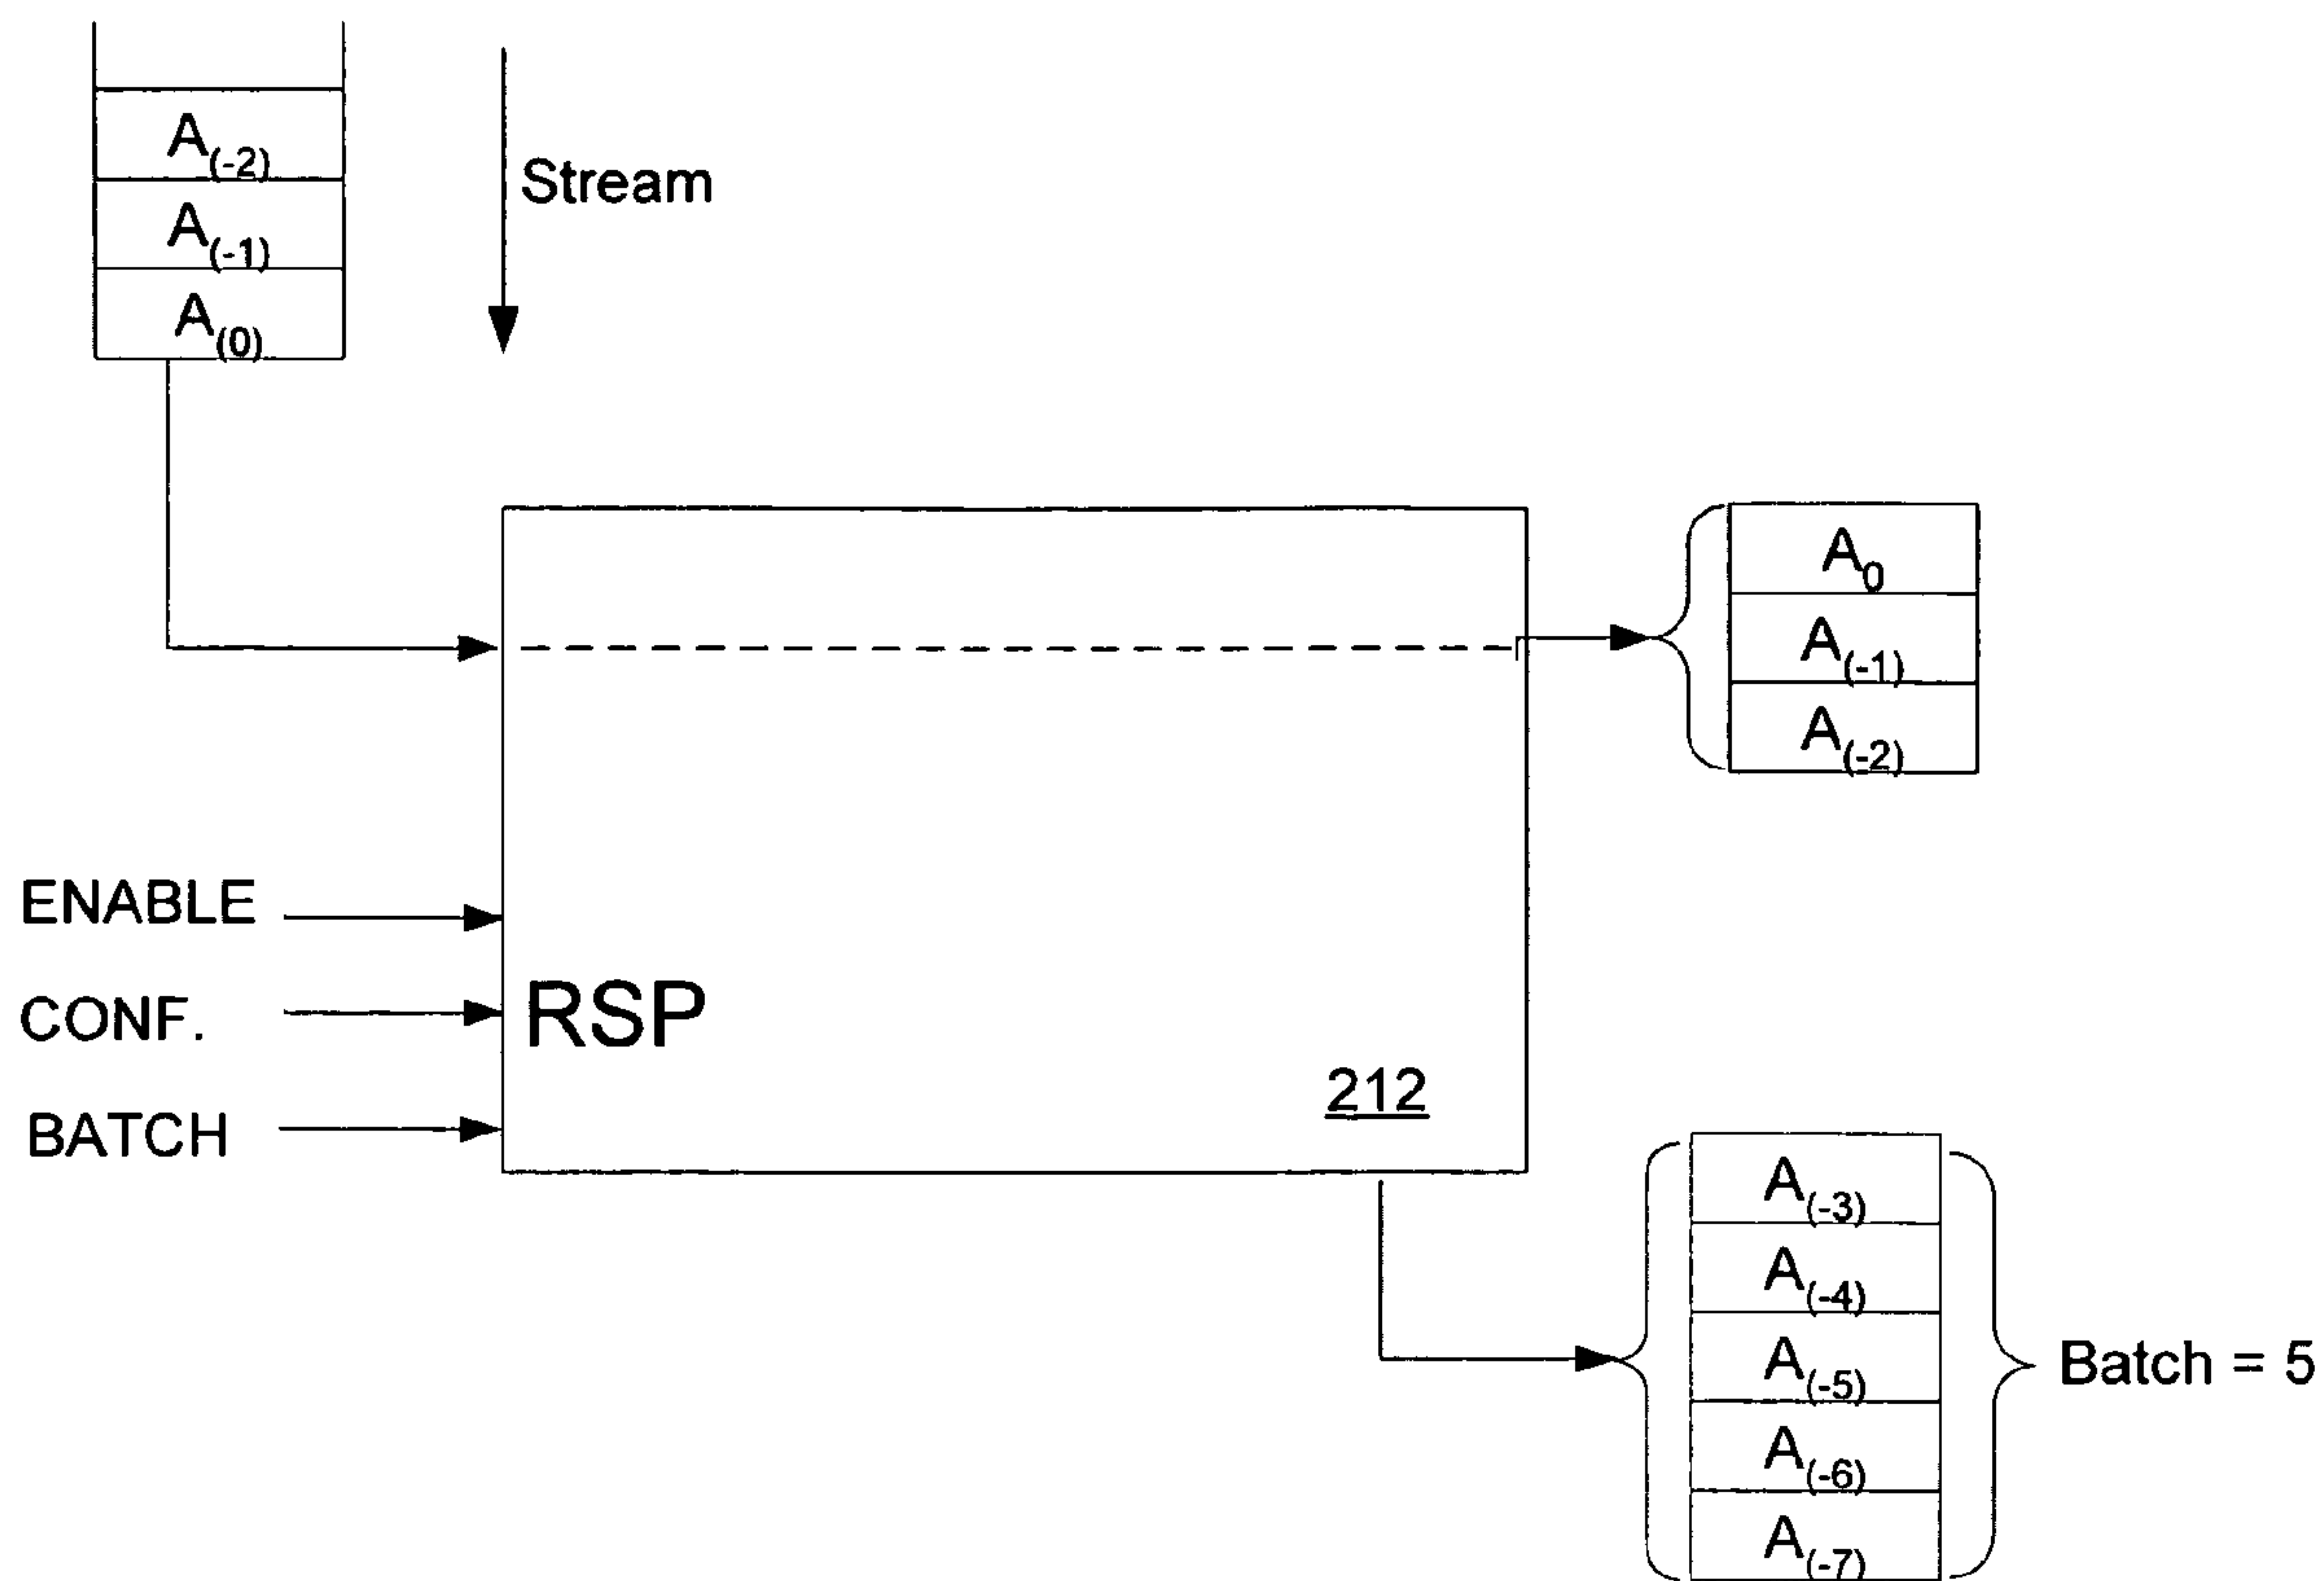 A(-2)
A(-1)
A(0)
Stream
A0
A(-1)
A(-2)
ENABLE
CONF.
BATCH
RSP
212
A(-3)
A(-4)
A(-5)
A(-6)
A(-7)
Batch = 5